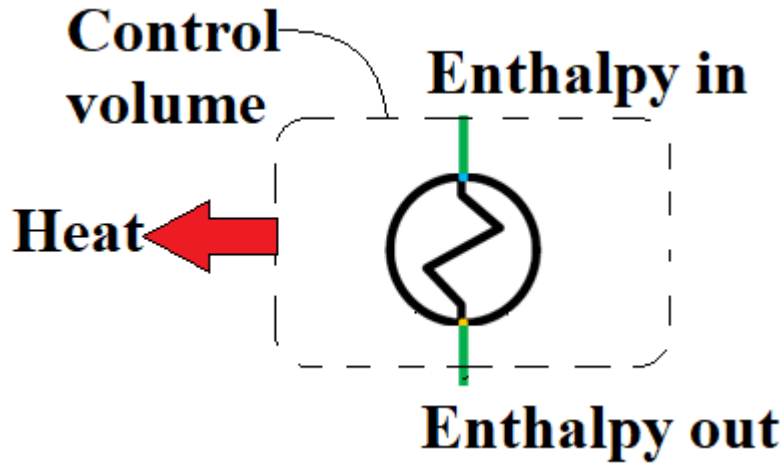 Control
volume
Enthalpy in
Heat
Enthalpy out